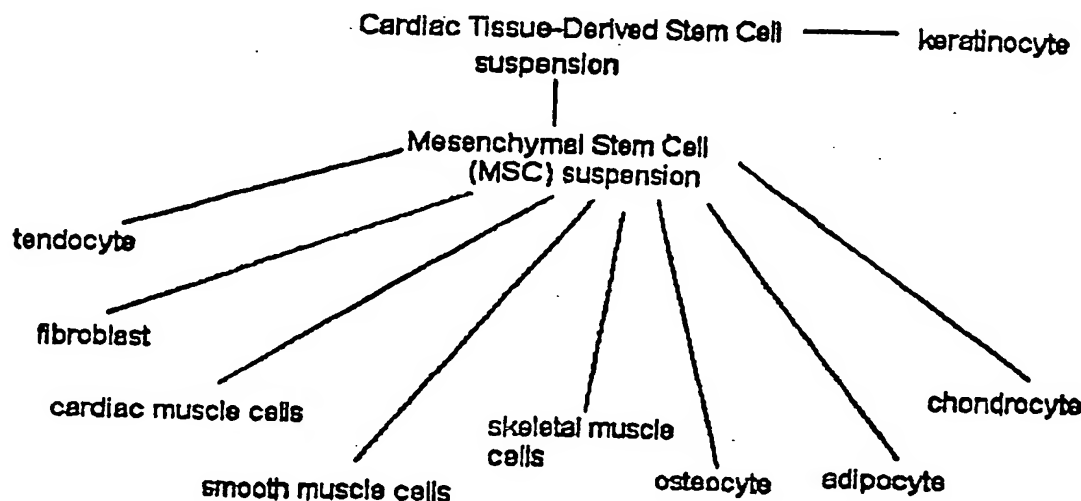 Cardiac Tissue-Derived Stem Cell
suspension
keratinocyte
Mesenchymal Stem Cell
(MSC) suspension
tendocyte
fibroblast
cardiac muscle cells
smooth muscle cells
skeletal muscle
cells
osteocyte
adipocyte
chondrocyte